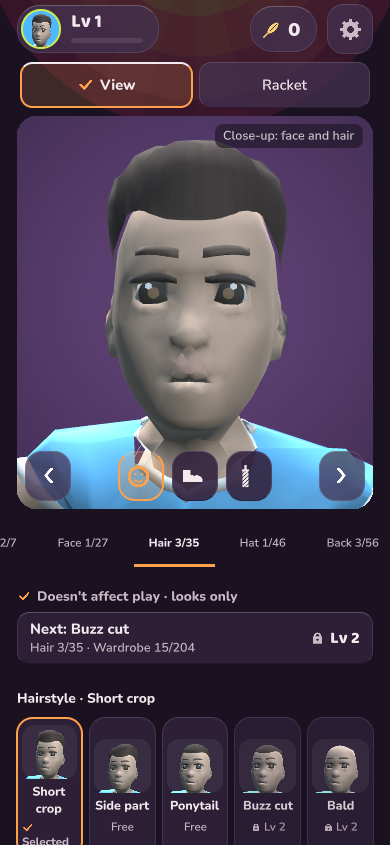 Lv 1
0
View
Racket
Close-up: face and hair
2/7
Face 1/27
Hair 3/35
Hat 1/46
Back 3/56
Doesn't affect play · looks only
Next: Buzz cut
Hair 3/35 · Wardrobe 15/204
Lv 2
Hairstyle · Short crop
Short
crop
Selected
Side part
Free
Ponytail
Free
Buzz cut
Lv 2
Bald
Lv 2